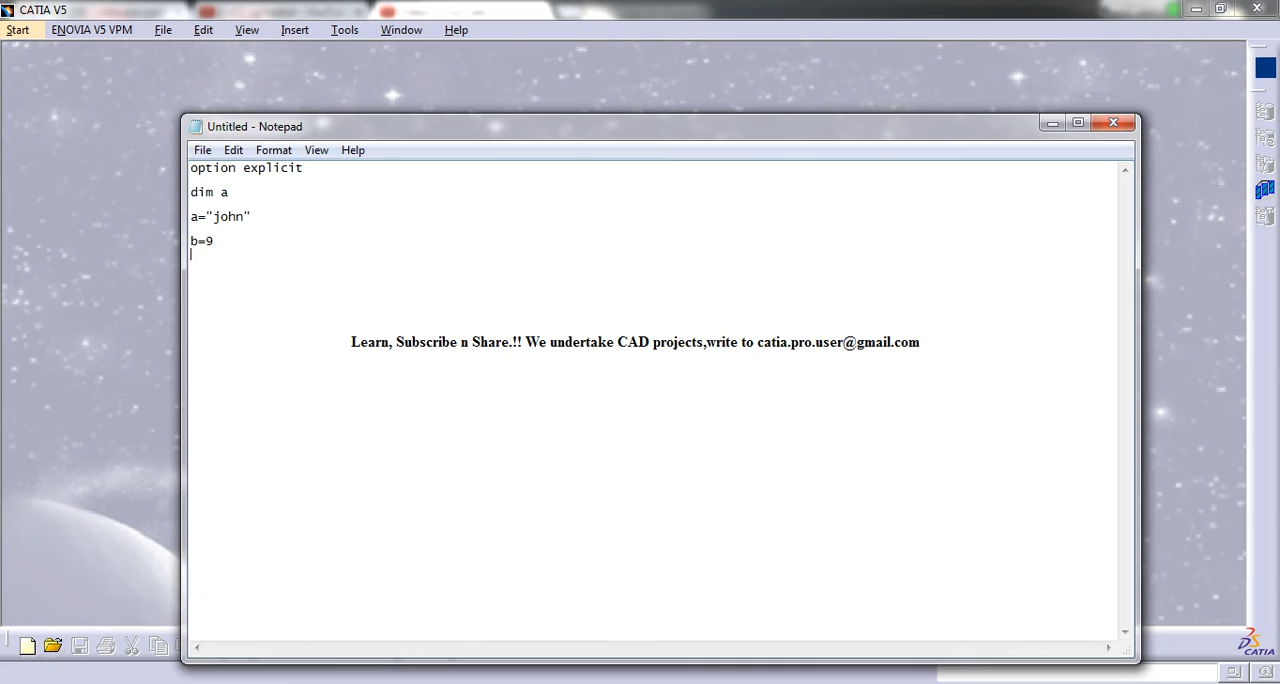 CATIA V5
Start ENOVIA V5 VPM File Edit View Insert Tools Window Help
Untitled - Notepad
File Edit Format View Help
option explicit
dim a
a="john"
b=9
Learn, Subscribe n Share.!! We undertake CAD projects,write to catia.pro.user@gmail.com
CATIA